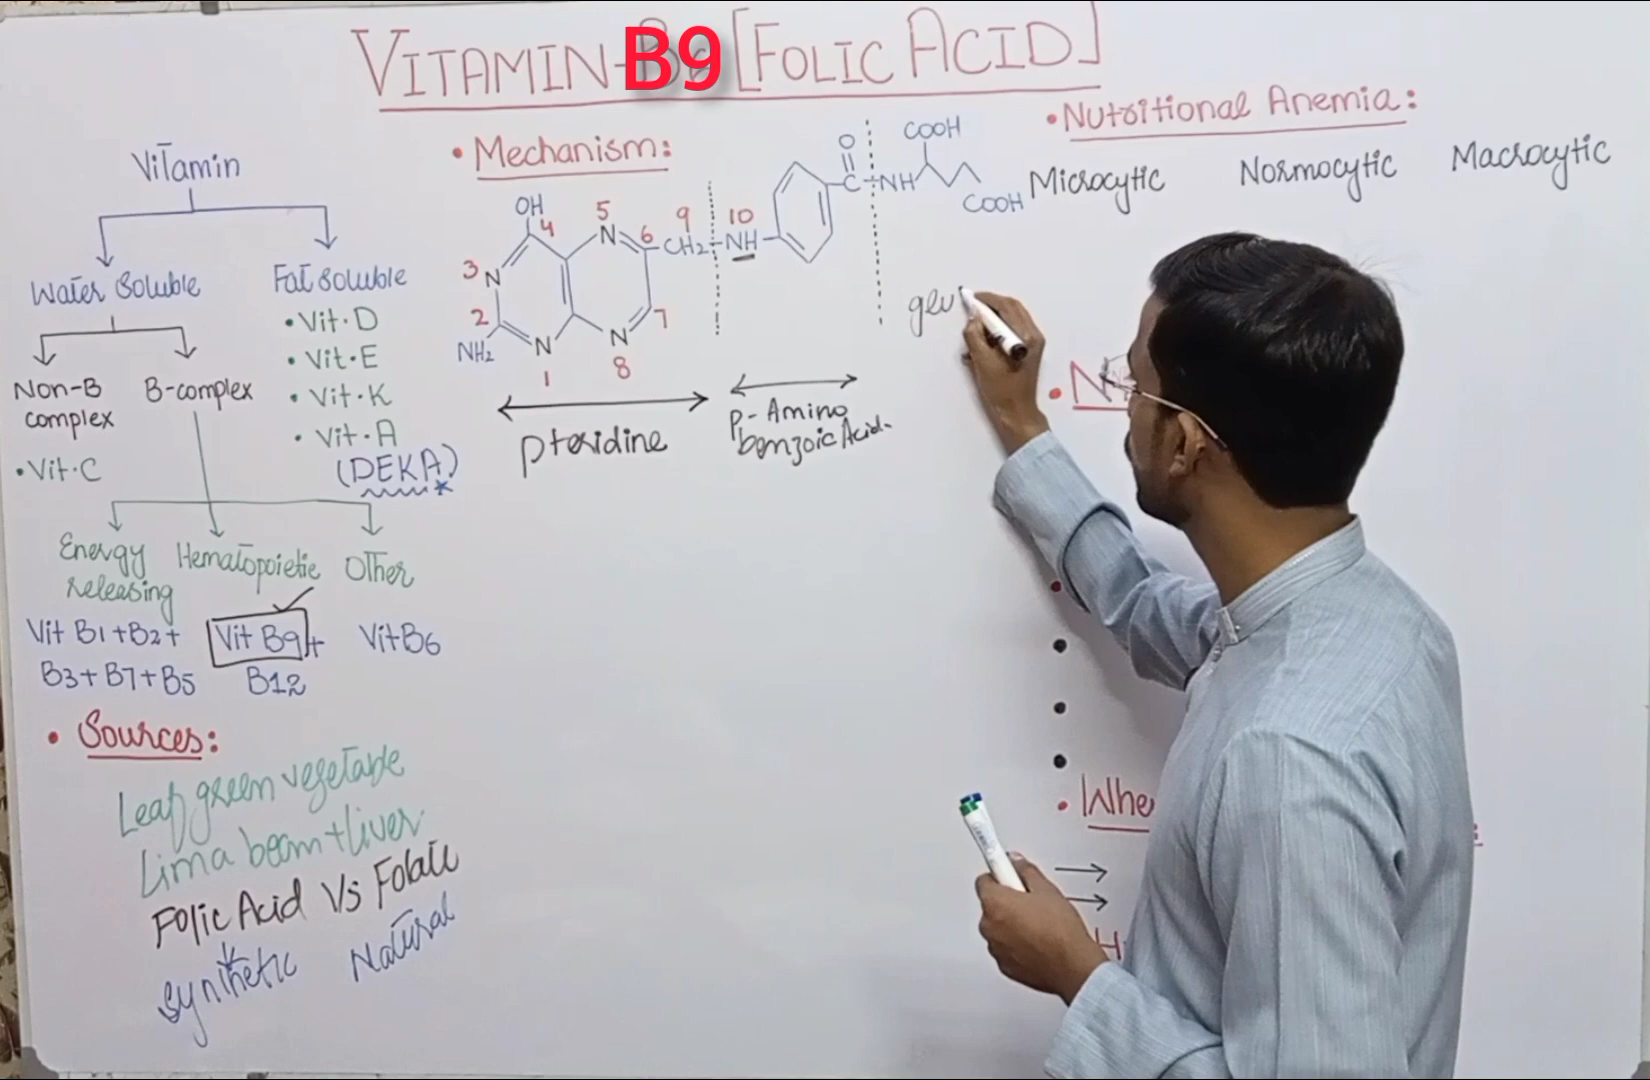 VITAMIN-B9 [FOLIC ACID]
Vitamin
Water Soluble
Fat soluble
• Vit·D
• Vit·E
• Vit·K
• Vit·A
(DEKA)
*
Non-B
complex
B-complex
• Vit·C
Energy
releasing
Hematopoietic
Other
Vit B1+B2+
B3+B7+B5
Vit B9+
B12
Vit B6
• Sources:
Leaf green vegetable
Lima beam+liver
Folic Acid Vs Folate
synthetic Natural
• Mechanism:
OH
4
5
N
6
9
CH2
10
NH
O
C
NH
COOH
COOH
3
N
2
NH2
N
1
N
8
7
pteridine
P-Amino
benzoic Acid.
glu
• Nutritional Anemia:
Microcytic Normocytic Macrocytic
• N
• Whe
H